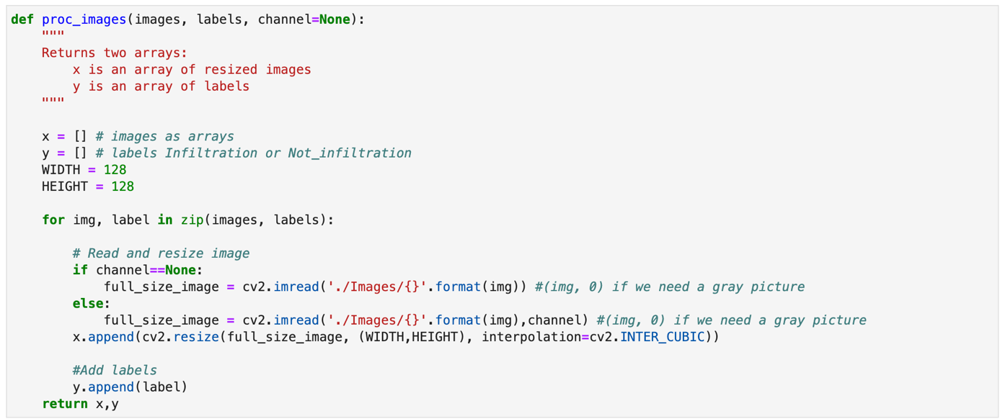 def proc_images(images, labels, channel=None):
    """
    Returns two arrays:
        x is an array of resized images
        y is an array of labels
    """
    x = [] # images as arrays
    y = [] # labels Infiltration or Not_infiltration
    WIDTH = 128
    HEIGHT = 128
    for img, label in zip(images, labels):
        # Read and resize image
        if channel==None:
            full_size_image = cv2.imread('./Images/{}'.format(img)) #(img, 0) if we need a gray picture
        else:
            full_size_image = cv2.imread('./Images/{}'.format(img),channel) #(img, 0) if we need a gray picture
        x.append(cv2.resize(full_size_image, (WIDTH,HEIGHT), interpolation=cv2.INTER_CUBIC))
        #Add labels
        y.append(label)
    return x,y